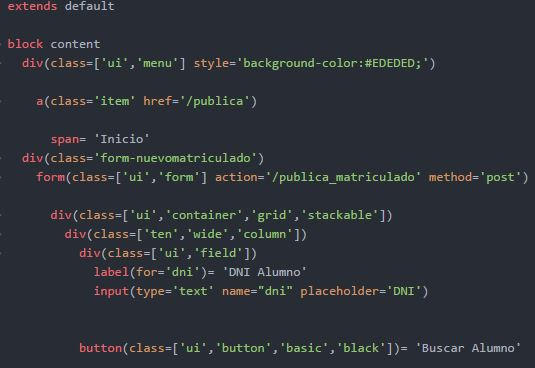 extends default
block content
div(class=['ui','menu'] style='background-color:#EDEDED;')
a(class='item' href='/publica')
span= 'Inicio'
div(class='form-nuevomatriculado')
form(class=['ui','form'] action='/publica_matriculado' method='post')
div(class=['ui','container','grid','stackable'])
div(class=['ten','wide','column'])
div(class=['ui','field'])
label(for='dni')= 'DNI Alumno'
input(type='text' name="dni" placeholder='DNI')
button(class=['ui','button','basic','black'])= 'Buscar Alumno'